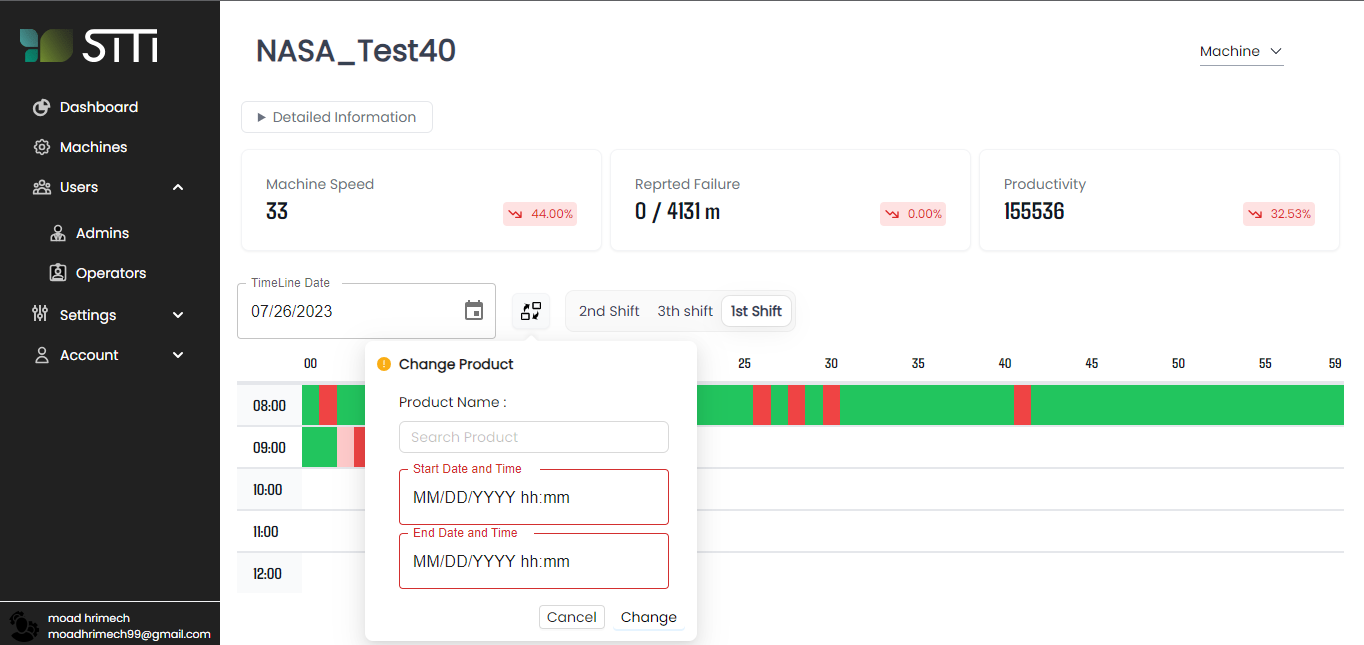 SITI
NASA_Test40
Machine
Dashboard
Machines
Users
Admins
Operators
Settings
Account
moad hrimech
moadhrimech99@gmail.com
Detailed Information
Machine Speed
33
44.00%
Reprted Failure
0 / 4131 m
0.00%
Productivity
155536
32.53%
TimeLine Date
07/26/2023
2nd Shift 3th shift 1st Shift
00 25 30 35 40 45 50 55 59
08:00
09:00
10:00
11:00
12:00
Change Product
Product Name :
Search Product
Start Date and Time
MM/DD/YYYY hh:mm
End Date and Time
MM/DD/YYYY hh:mm
Cancel Change